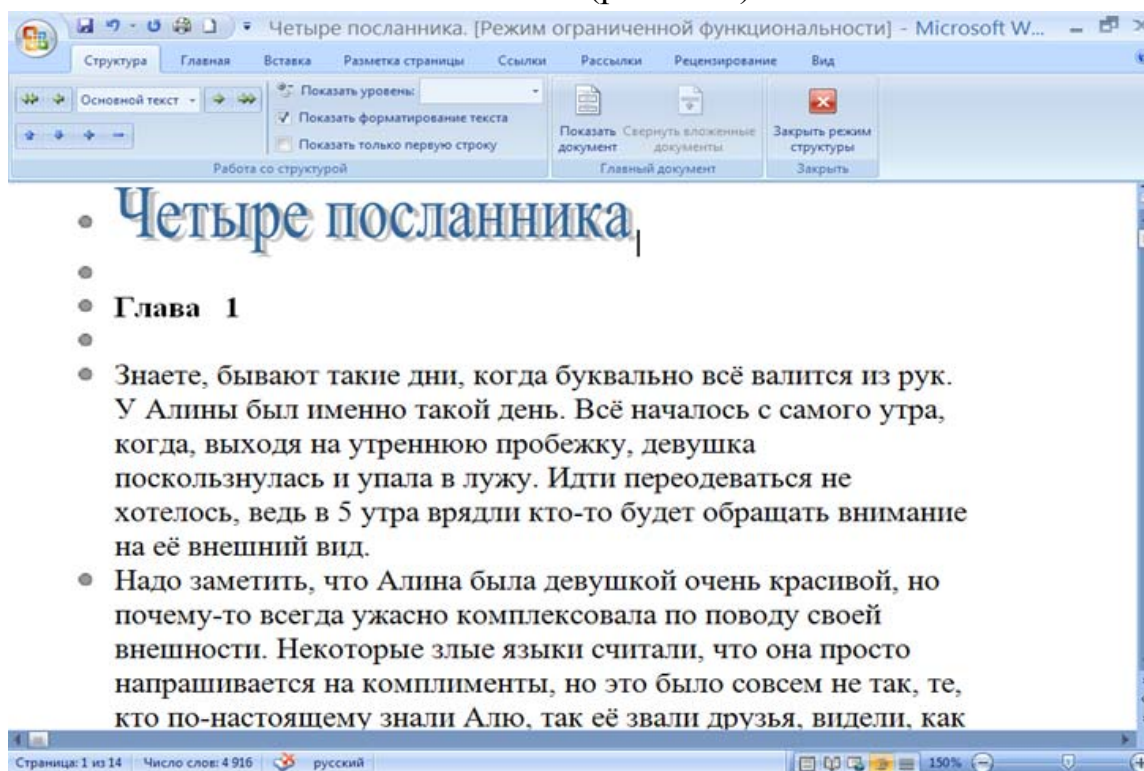 Четыре посланника. [Режим ограниченной функциональности] - Microsoft W...
Структура Главная Вставка Разметка страницы Ссылки Рассылки Рецензирование Вид
Основной текст
Показать уровень:
Показать форматирование текста
Показать только первую строку
Показать документ
Свернуть вложенные документы
Закрыть режим структуры
Работа со структурой Главный документ Закрыть
Четыре посланника
Глава 1
Знаете, бывают такие дни, когда буквально всё валится из рук.
У Алины был именно такой день. Всё началось с самого утра,
когда, выходя на утреннюю пробежку, девушка
поскользнулась и упала в лужу. Идти переодеваться не
хотелось, ведь в 5 утра врядли кто-то будет обращать внимание
на её внешний вид.
Надо заметить, что Алина была девушкой очень красивой, но
почему-то всегда ужасно комплексовала по поводу своей
внешности. Некоторые злые языки считали, что она просто
напрашивается на комплименты, но это было совсем не так, те,
кто по-настоящему знали Алю, так её звали друзья, видели, как
Страница: 1 из 14 Число слов: 4 916 русский 150%